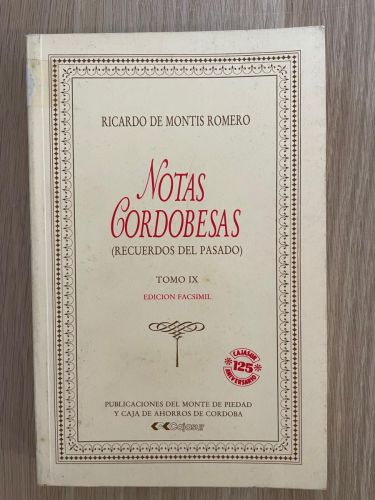 RICARDO DE MONTIS ROMERO
NOTAS
CORDOBESAS
(RECUERDOS DEL PASADO)
TOMO IX
EDICION FACSIMIL
CAJASUR
125
ANIVERSARIO
PUBLICACIONES DEL MONTE DE PIEDAD
Y CAJA DE AHORROS DE CORDOBA
Cajasur